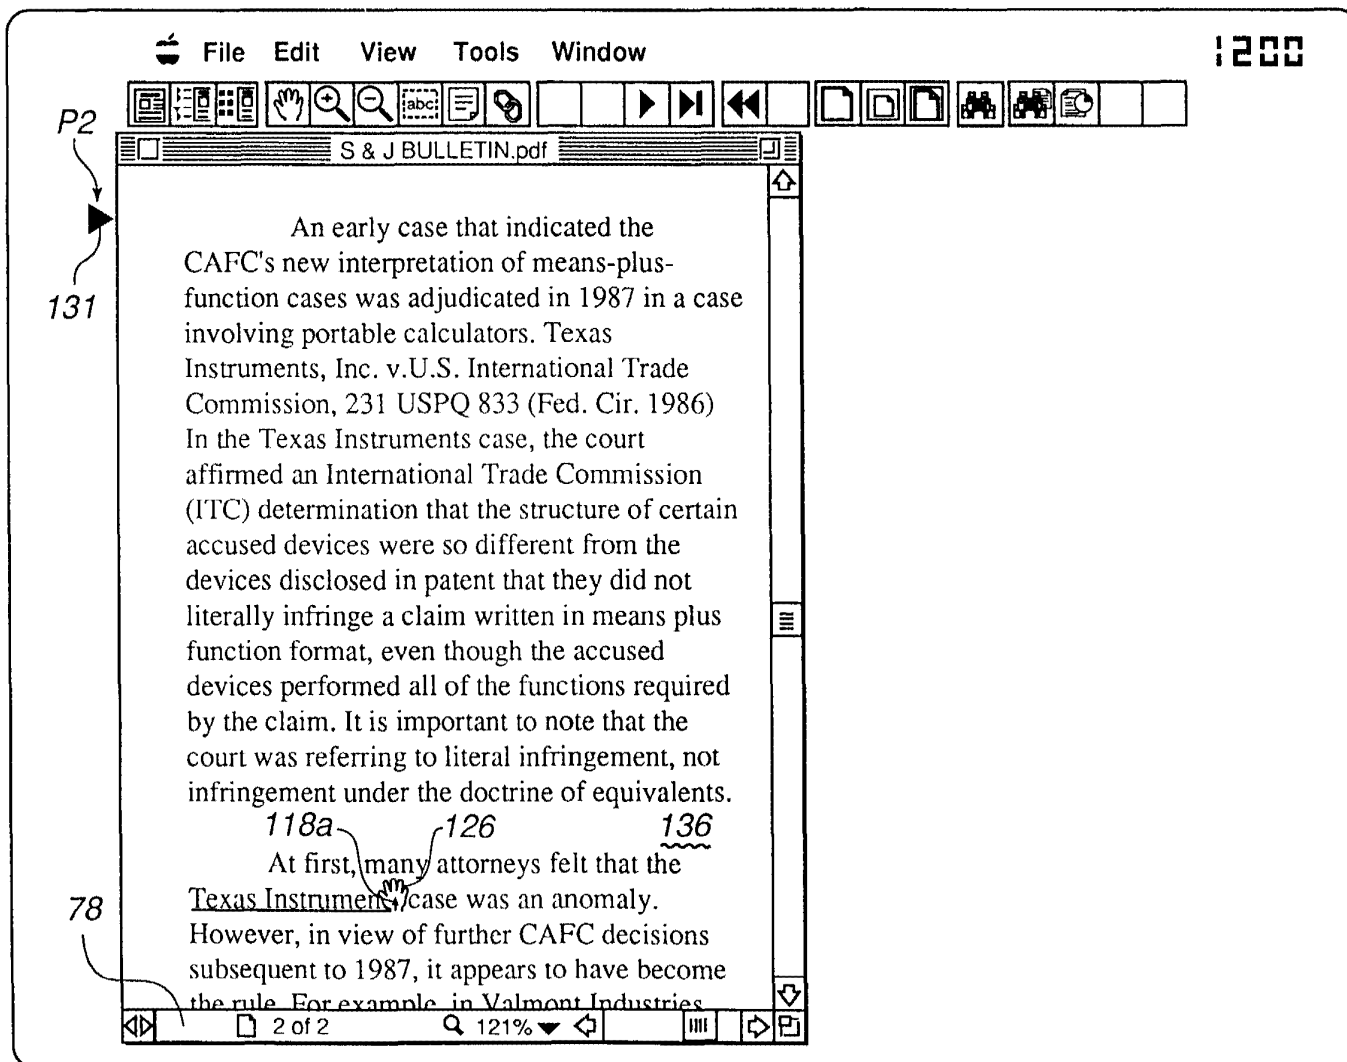 File Edit View Tools Window 1200
abc
P2
S & J BULLETIN.pdf
131
An early case that indicated the
CAFC's new interpretation of means-plus-
function cases was adjudicated in 1987 in a case
involving portable calculators. Texas
Instruments, Inc. v.U.S. International Trade
Commission, 231 USPQ 833 (Fed. Cir. 1986)
In the Texas Instruments case, the court
affirmed an International Trade Commission
(ITC) determination that the structure of certain
accused devices were so different from the
devices disclosed in patent that they did not
literally infringe a claim written in means plus
function format, even though the accused
devices performed all of the functions required
by the claim. It is important to note that the
court was referring to literal infringement, not
infringement under the doctrine of equivalents.
118a 126 136
At first, many attorneys felt that the
Texas Instruments case was an anomaly.
78
However, in view of further CAFC decisions
subsequent to 1987, it appears to have become
the rule. For example, in Valmont Industries
2 of 2 121%